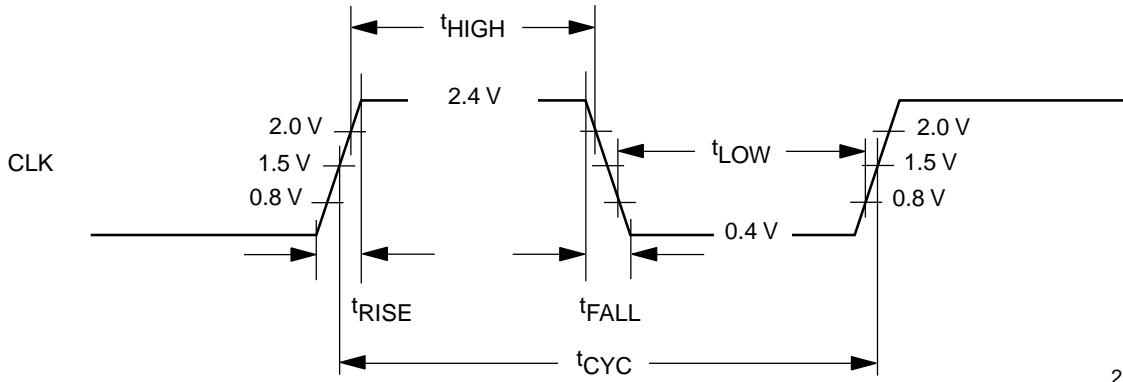 tHIGH
2.4 V
2.0 V
2.0 V
tLOW
CLK
1.5 V
1.5 V
0.8 V
0.8 V
0.4 V
tRISE
tFALL
tCYC
2